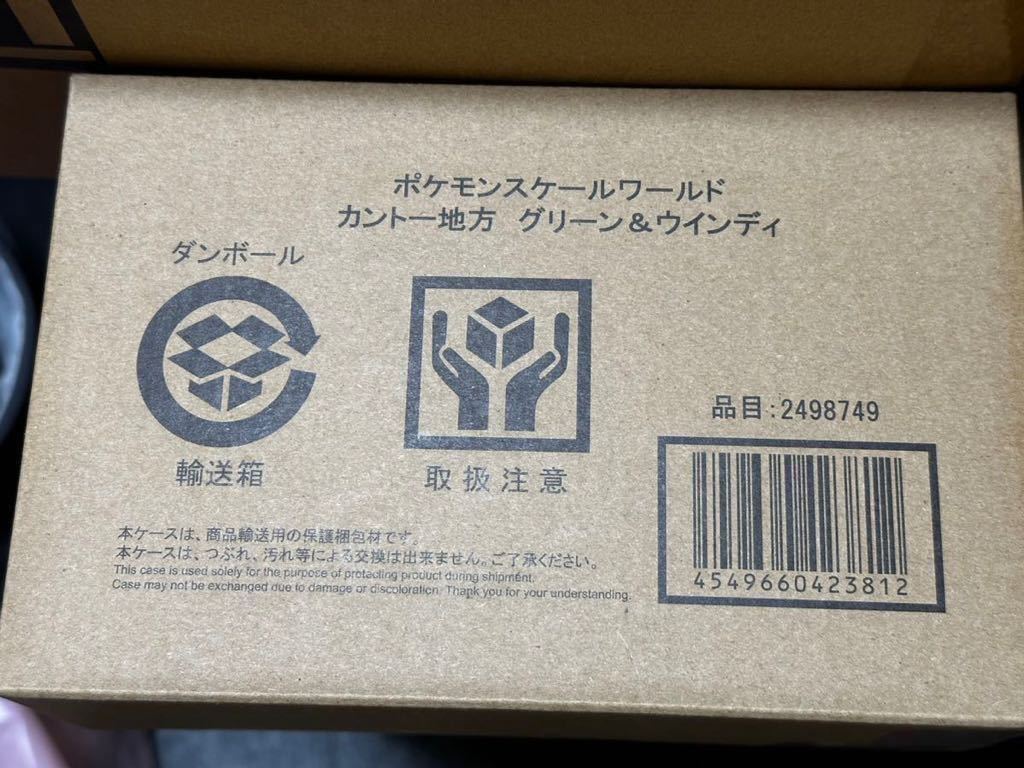 ポケモンスケールワールド
カントー地方 グリーン＆ウインディ
ダンボール
輸送箱
取扱注意
品目:2498749
4549660423812
本ケースは、商品輸送用の保護梱包材です。
本ケースは、つぶれ、汚れ等による交換は出来ません。ご了承ください。
This case is used solely for the purpose of protecting product during shipment.
Case may not be exchanged due to damage or discoloration. Thank you for your understanding.